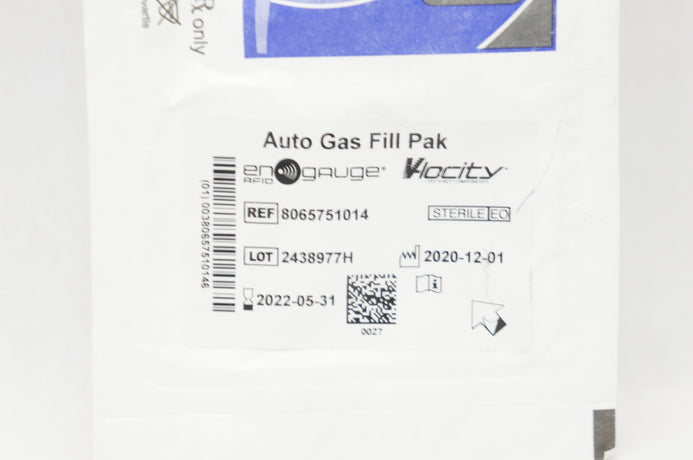 novartis
℞ only
Auto Gas Fill Pak
engauge
RFID
Vlocity
REF 8065751014
STERILE EO
LOT 2438977H
2020-12-01
2022-05-31
0027
(01) 00380657510146